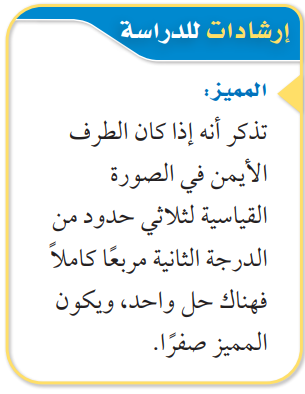 إرشادات للدراسة
المميز:
تذكر أنه إذا كان الطرف
الأيمن في الصورة
القياسية لثلاثي حدود من
الدرجة الثانية مربعًا كاملاً
فهناك حل واحد، ويكون
المميز صفرًا.